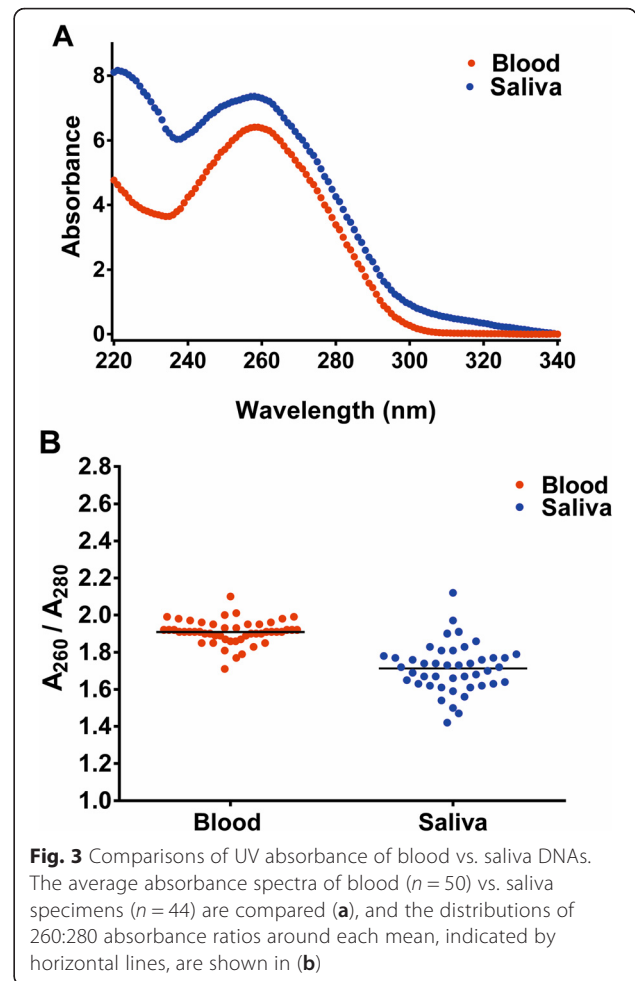 A
Blood
Saliva
8
6
4
2
0
Absorbance
220 240 260 280 300 320 340
Wavelength (nm)
B
2.8
2.6
2.4
2.2
2.0
1.8
1.6
1.4
1.2
1.0
A260 / A280
Blood
Saliva
Blood Saliva
Fig. 3 Comparisons of UV absorbance of blood vs. saliva DNAs.
The average absorbance spectra of blood (n = 50) vs. saliva
specimens (n = 44) are compared (a), and the distributions of
260:280 absorbance ratios around each mean, indicated by
horizontal lines, are shown in (b)